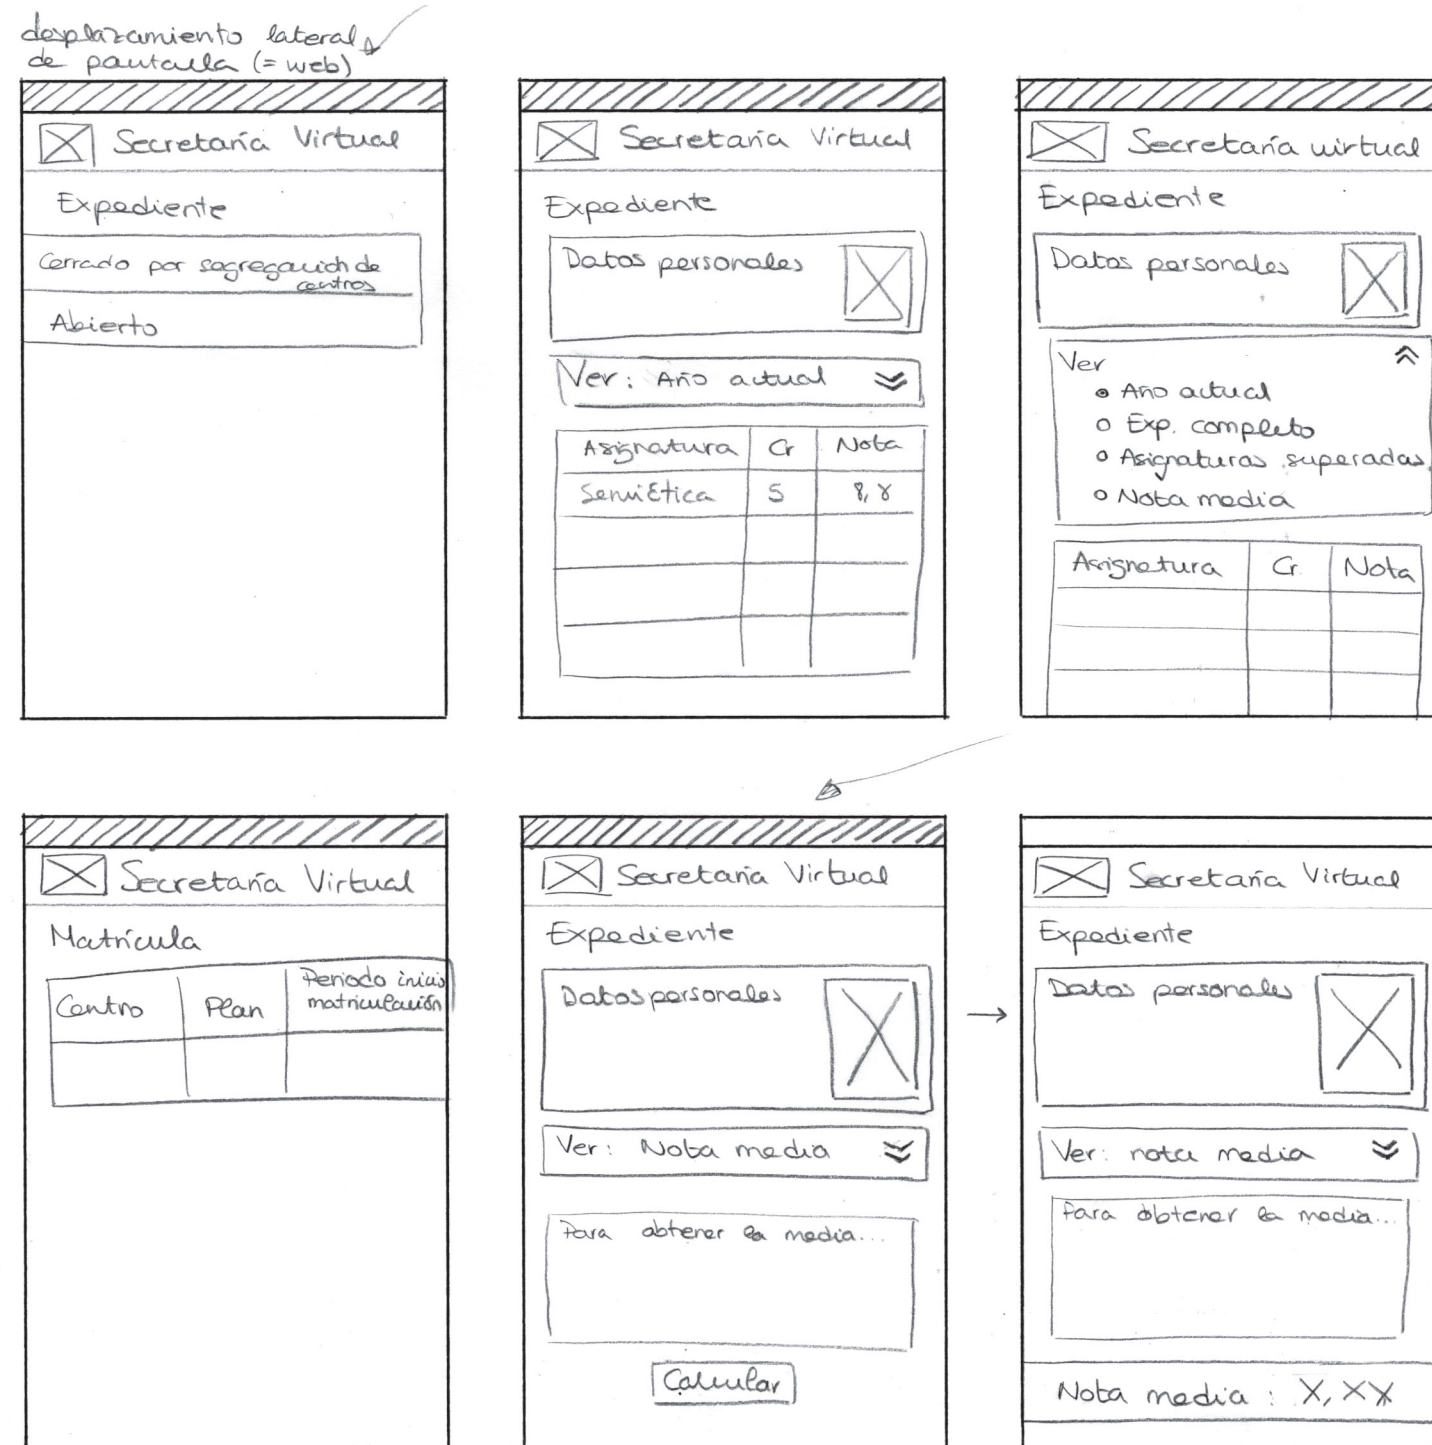 desplazamiento lateral
de pantalla (= web)
Secretaría Virtual
Expediente
Cerrado por segregación de
centros
Abierto
Secretaría Virtual
Expediente
Datos personales
Ver: Año actual
Asignatura Cr Nota
SemiEtica 5 8,8
Secretaría virtual
Expediente
Datos personales
Ver
Año actual
Exp. completo
Asignaturas superadas
Nota media
Asignatura Cr. Nota
Secretaría Virtual
Matrícula
Centro Plan Periodo inicio
matriculación
Secretaría Virtual
Expediente
Datos personales
Ver: Nota media
Para obtener la media...
Calcular
Secretaría Virtual
Expediente
Datos personales
Ver: nota media
Para obtener la media...
Nota media : X, XX